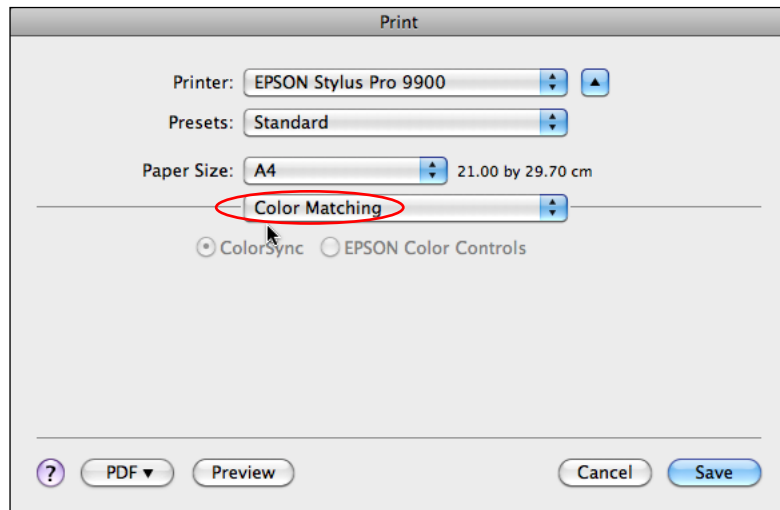 Print
Printer: EPSON Stylus Pro 9900
Presets: Standard
Paper Size: A4 21.00 by 29.70 cm
Color Matching
ColorSync EPSON Color Controls
? PDF ▼ Preview Cancel Save